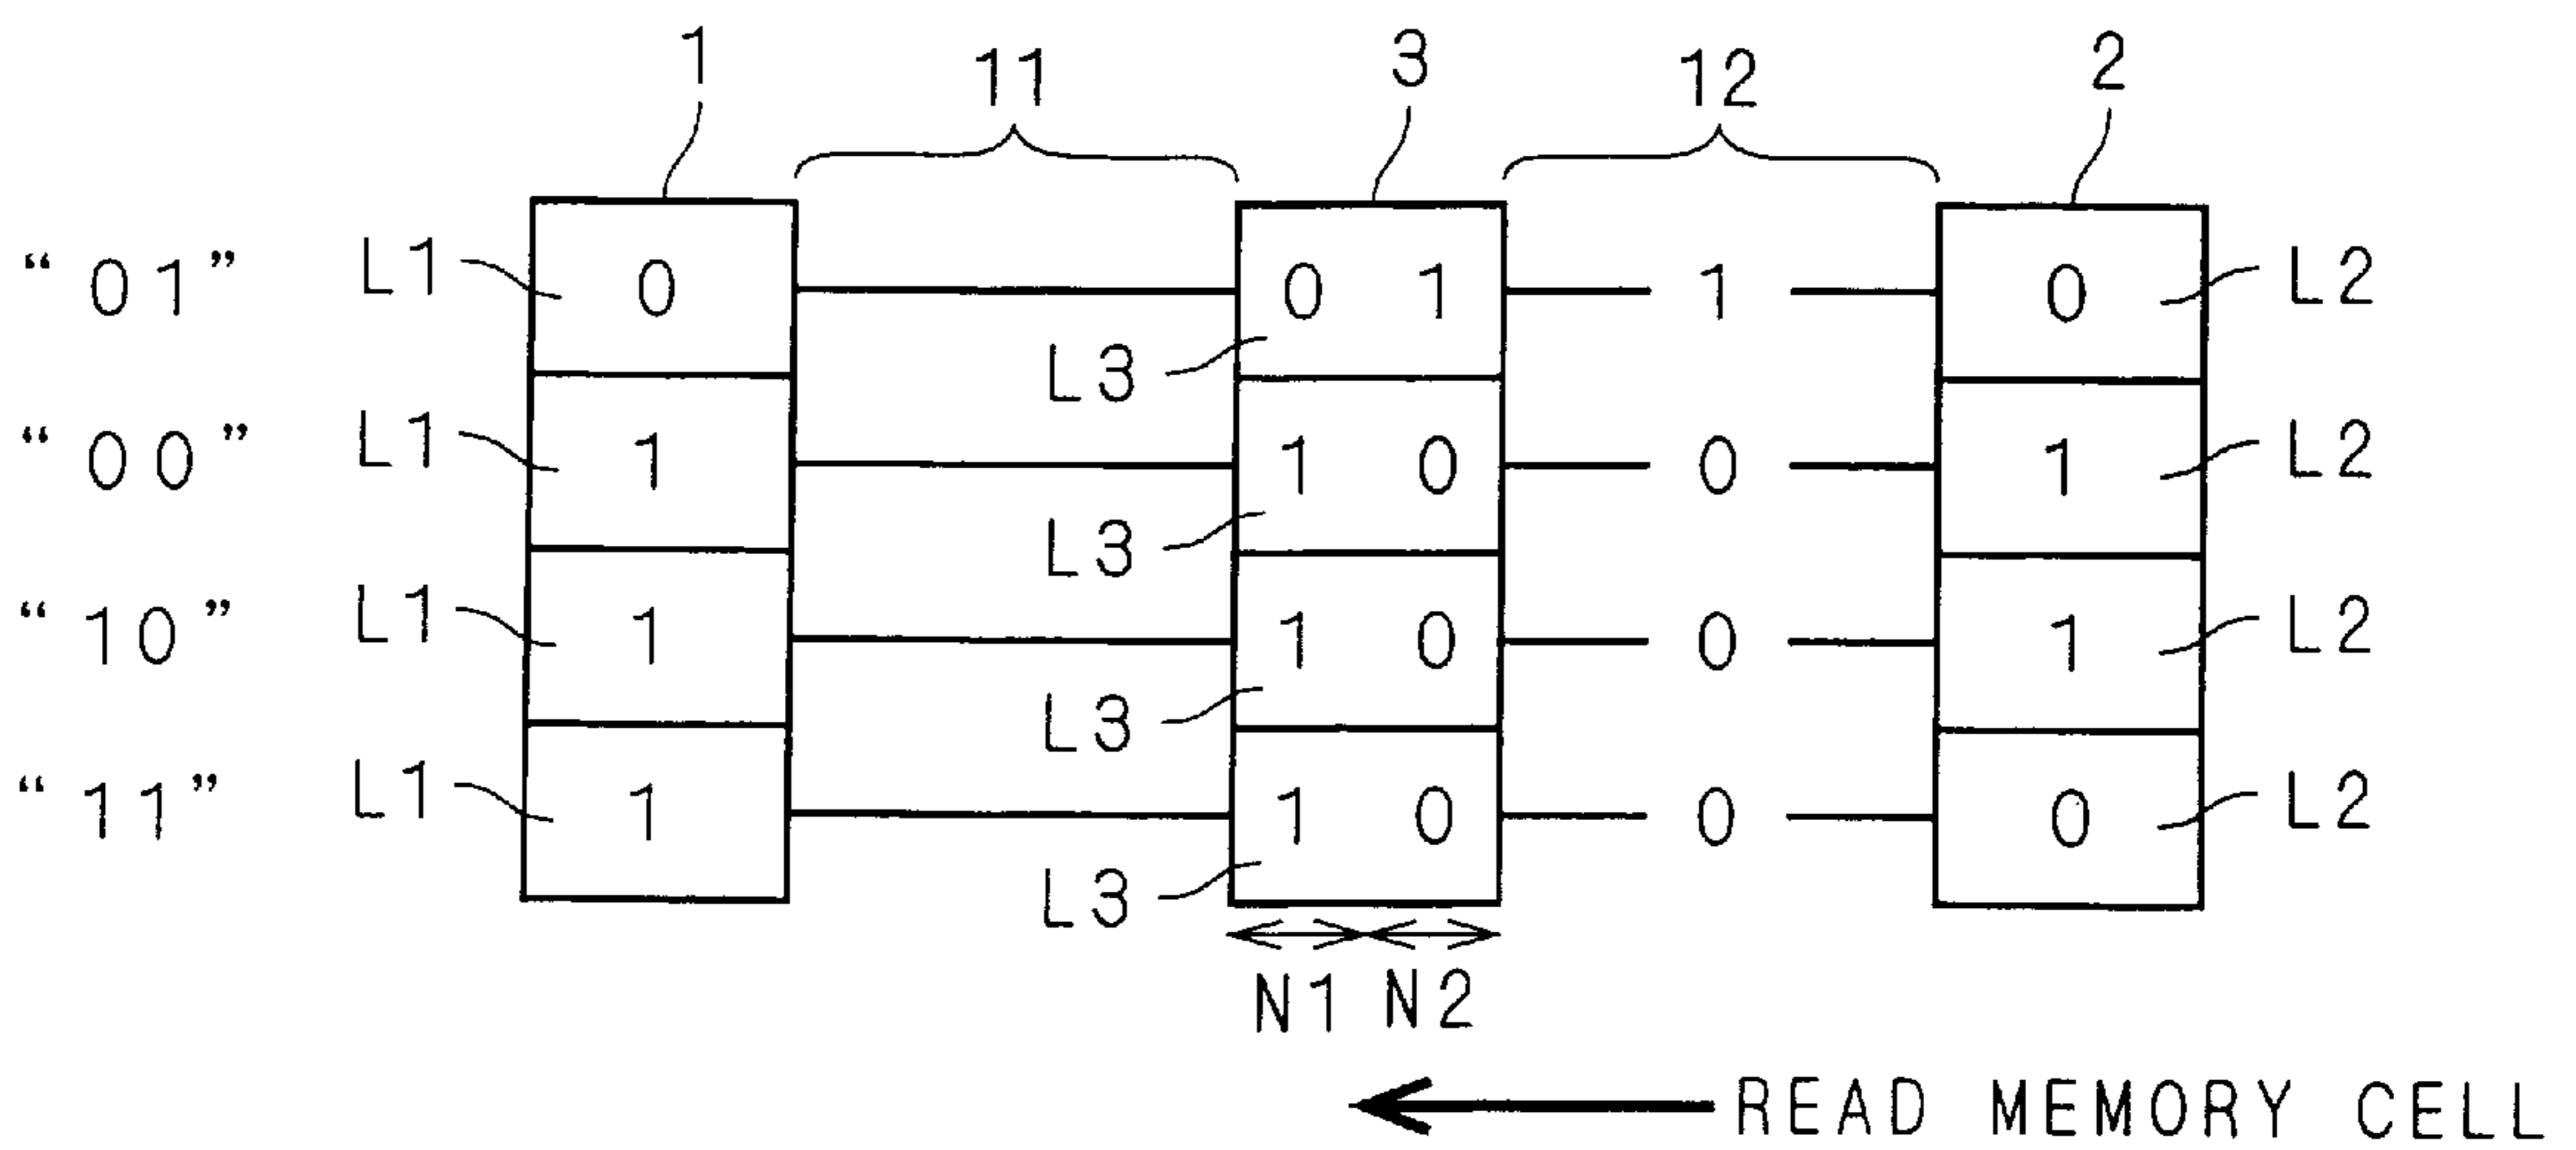 1 11 3 12 2
“01” L1 0 0 1 1 0 L2
L3
“00” L1 1 1 0 0 1 L2
L3
“10” L1 1 1 0 0 1 L2
L3
“11” L1 1 1 0 0 0 L2
L3
N1 N2
READ MEMORY CELL